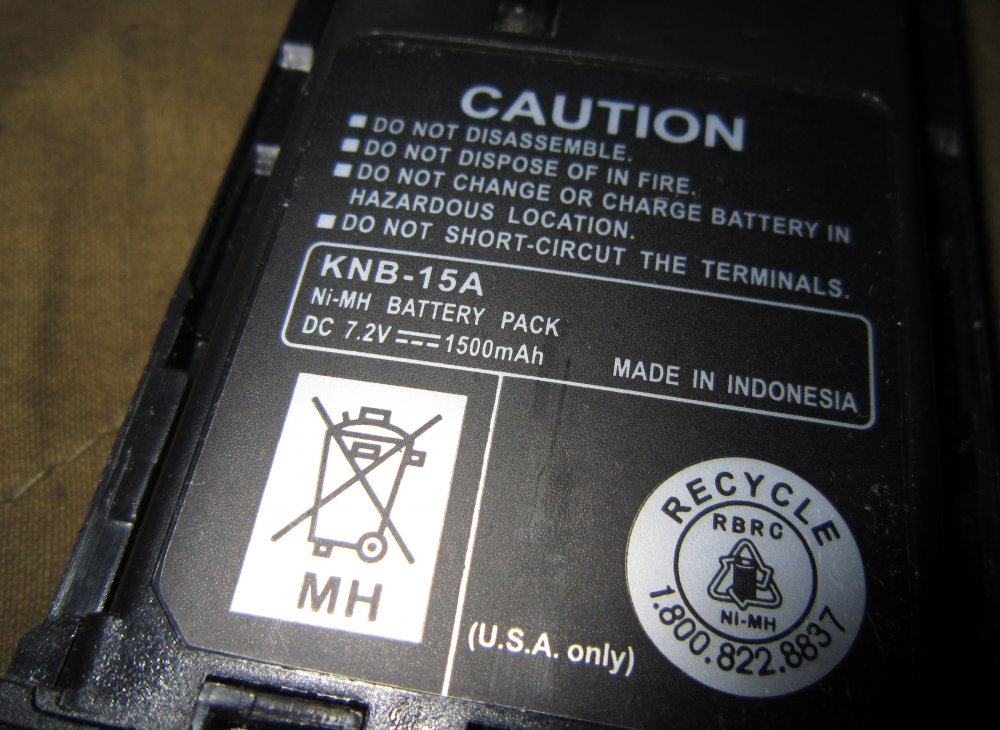 CAUTION
■ DO NOT DISASSEMBLE.
■ DO NOT DISPOSE OF IN FIRE.
■ DO NOT CHANGE OR CHARGE BATTERY IN
HAZARDOUS LOCATION.
■ DO NOT SHORT-CIRCUT THE TERMINALS.
KNB-15A
Ni-MH BATTERY PACK
DC 7.2V 1500mAh
MADE IN INDONESIA
MH
(U.S.A. only)
RECYCLE
RBRC
Ni-MH
1.800.822.8837